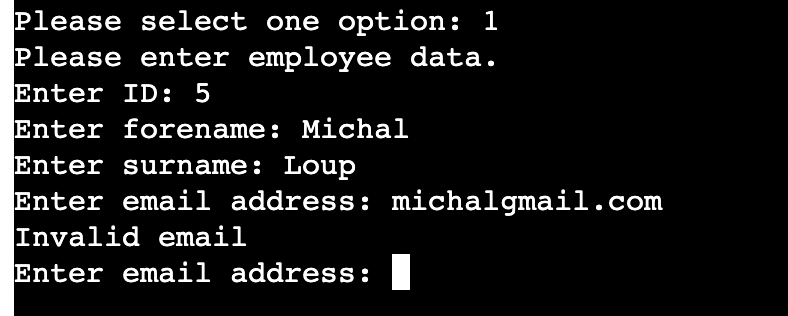 Please select one option: 1
Please enter employee data.
Enter ID: 5
Enter forename: Michal
Enter surname: Loup
Enter email address: michalgmail.com
Invalid email
Enter email address: